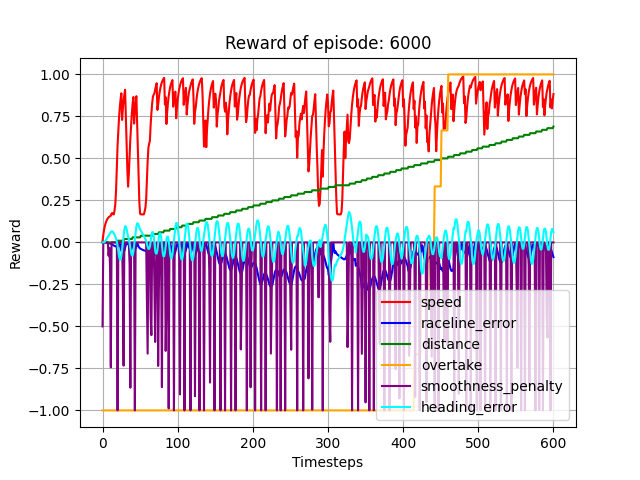 Reward of episode: 6000
1.00
0.75
0.50
0.25
0.00
−0.25
−0.50
−0.75
−1.00
Reward
speed
raceline_error
distance
overtake
smoothness_penalty
heading_error
0 100 200 300 400 500 600
Timesteps